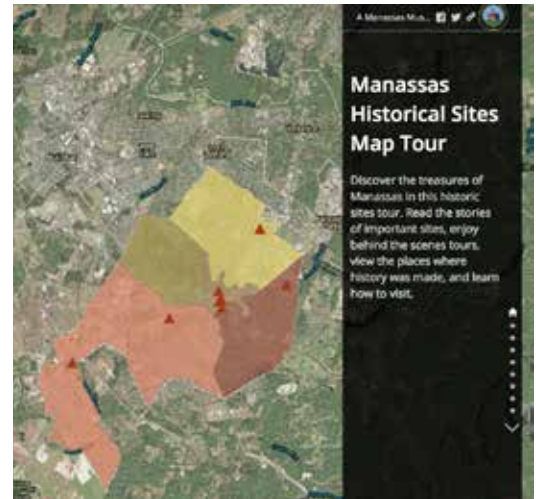 A Manassas Mus...
Manassas
Historical Sites
Map Tour
Discover the treasures of
Manassas in this historic
sites tour. Read the stories
of important sites, enjoy
behind the scenes tours,
view the places where
history was made, and learn
how to visit.